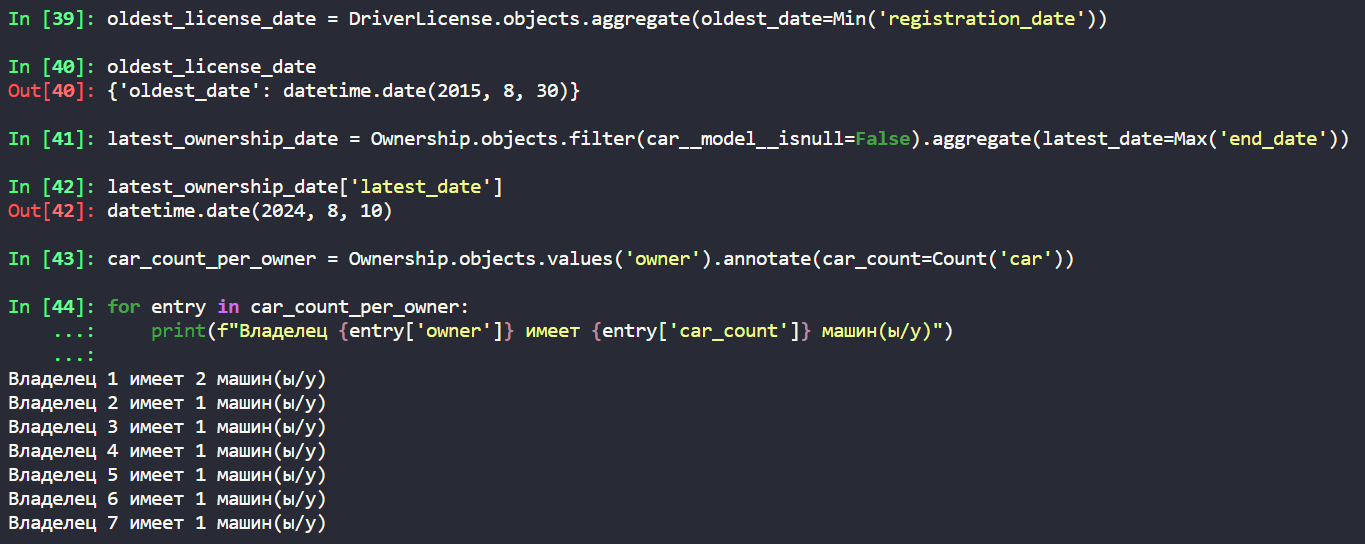 In [39]: oldest_license_date = DriverLicense.objects.aggregate(oldest_date=Min('registration_date'))
In [40]: oldest_license_date
Out[40]: {'oldest_date': datetime.date(2015, 8, 30)}
In [41]: latest_ownership_date = Ownership.objects.filter(car__model__isnull=False).aggregate(latest_date=Max('end_date'))
In [42]: latest_ownership_date['latest_date']
Out[42]: datetime.date(2024, 8, 10)
In [43]: car_count_per_owner = Ownership.objects.values('owner').annotate(car_count=Count('car'))
In [44]: for entry in car_count_per_owner:
    ...:     print(f"Владелец {entry['owner']} имеет {entry['car_count']} машин(ы/у)")
    ...:
Владелец 1 имеет 2 машин(ы/у)
Владелец 2 имеет 1 машин(ы/у)
Владелец 3 имеет 1 машин(ы/у)
Владелец 4 имеет 1 машин(ы/у)
Владелец 5 имеет 1 машин(ы/у)
Владелец 6 имеет 1 машин(ы/у)
Владелец 7 имеет 1 машин(ы/у)